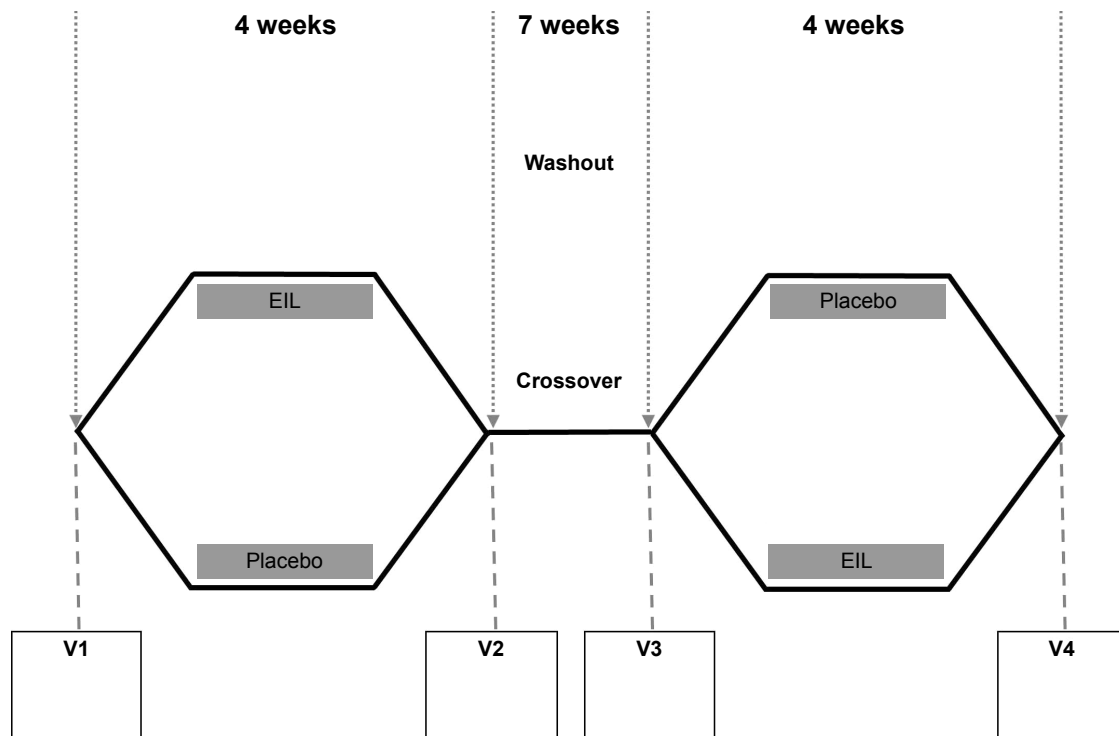 4 weeks
7 weeks
4 weeks
Washout
EIL
Placebo
Crossover
Placebo
EIL
V1
V2
V3
V4